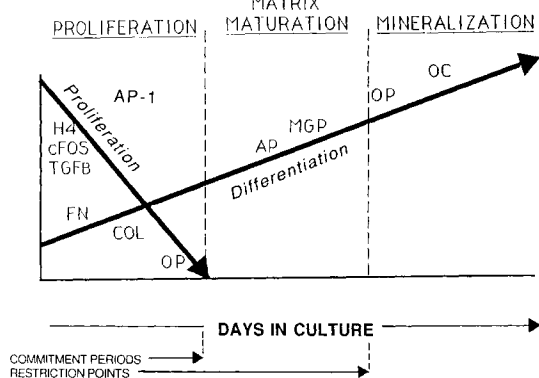 MATRIX
PROLIFERATION MATURATION MINERALIZATION
AP-1
OC
OP
MGP
AP
Proliferation
H4
cFOS
TGFB
Differentiation
FN
COL
OP
DAYS IN CULTURE
COMMITMENT PERIODS
RESTRICTION POINTS